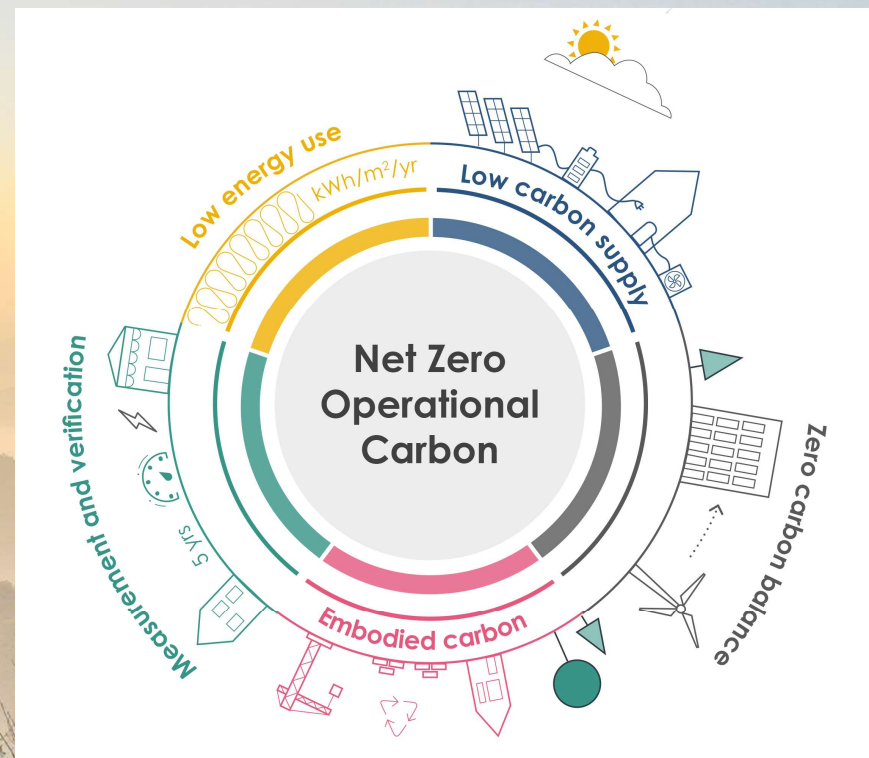 Net Zero
Operational
Carbon
Low energy use
kWh/m²/yr
Low carbon supply
Zero carbon balance
Embodied carbon
Measurement and verification
5 yrs